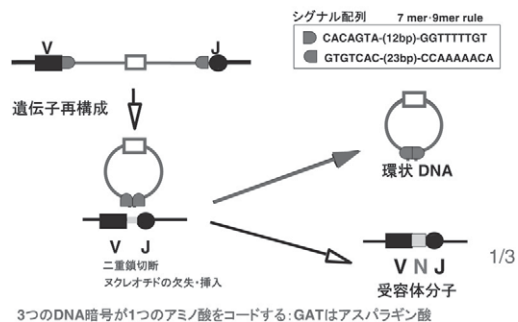 シグナル配列 7 mer·9mer rule
CACAGTA-(12bp)-GGTTTTTGT
GTGTCAC-(23bp)-CCAAAAACA
V J
遺伝子再構成
環状 DNA
V J
二重鎖切断
ヌクレオチドの欠失・挿入
V N J
受容体分子
1/3
3つのDNA暗号が1つのアミノ酸をコードする：GATはアスパラギン酸